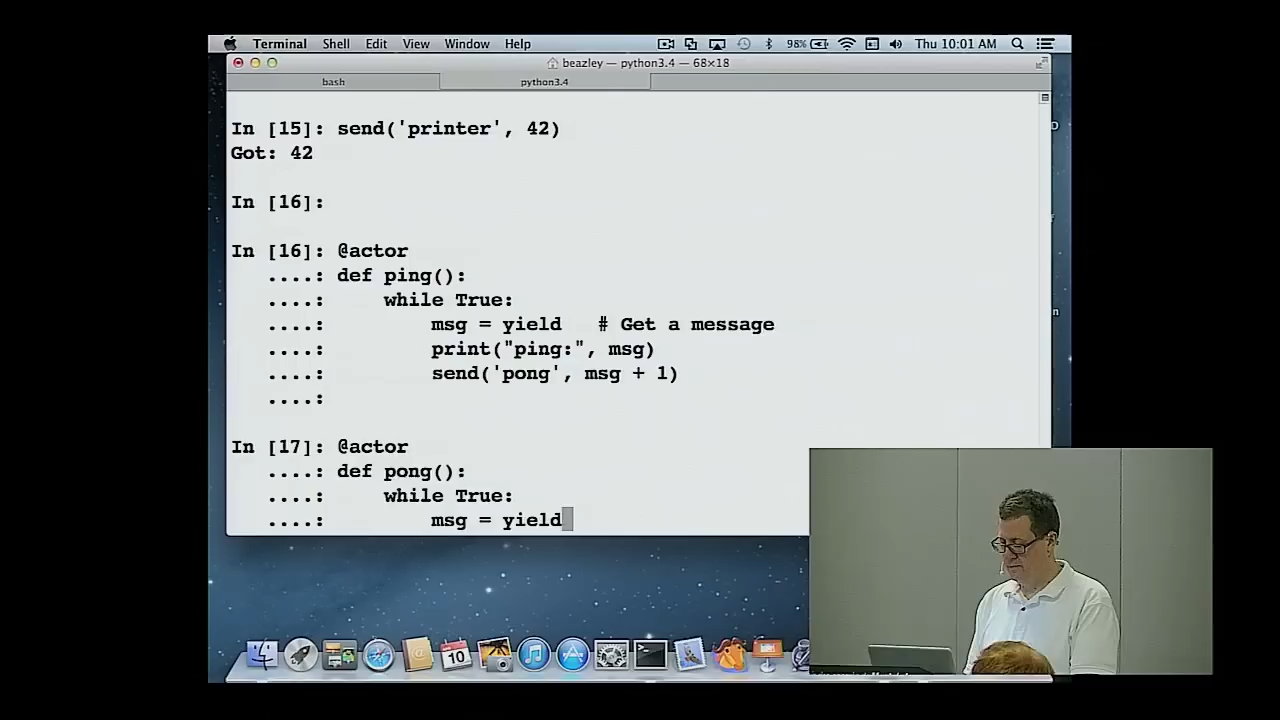 Terminal Shell Edit View Window Help 98% Thu 10:01 AM
beazley — python3.4 — 68×18
bash python3.4
In [15]: send('printer', 42)
Got: 42
In [16]:
In [16]: @actor
....: def ping():
....: while True:
....: msg = yield # Get a message
....: print("ping:", msg)
....: send('pong', msg + 1)
....:
In [17]: @actor
....: def pong():
....: while True:
....: msg = yield
10